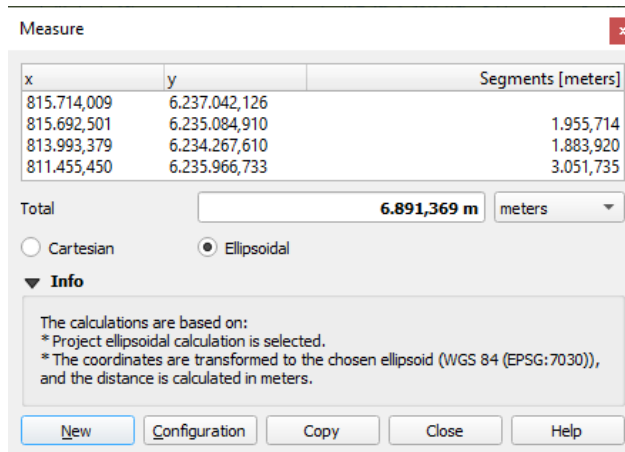 Measure
x y Segments [meters]
815.714,009 6.237.042,126
815.692,501 6.235.084,910 1.955,714
813.993,379 6.234.267,610 1.883,920
811.455,450 6.235.966,733 3.051,735
Total 6.891,369 m meters
Cartesian Ellipsoidal
Info
The calculations are based on:
* Project ellipsoidal calculation is selected.
* The coordinates are transformed to the chosen ellipsoid (WGS 84 (EPSG:7030)),
and the distance is calculated in meters.
New Configuration Copy Close Help